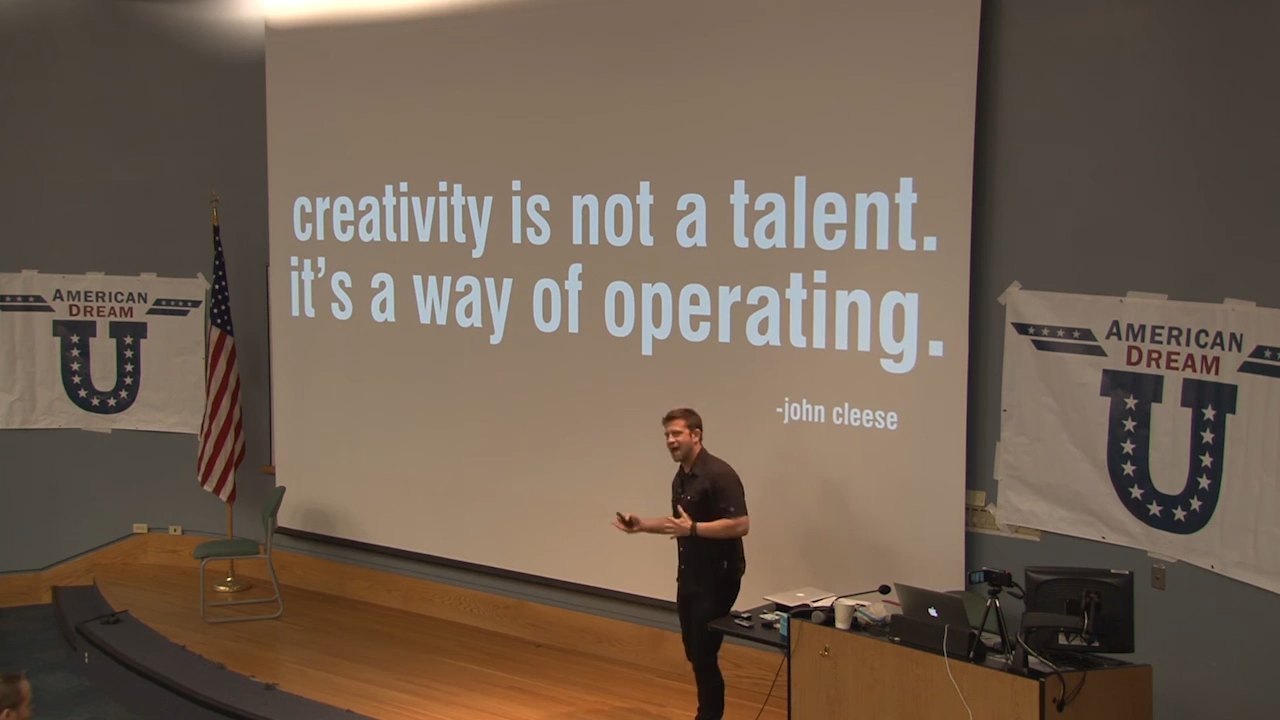 creativity is not a talent.
it's a way of operating.
-john cleese
AMERICAN
DREAM
U
AMERICAN
DREAM
U